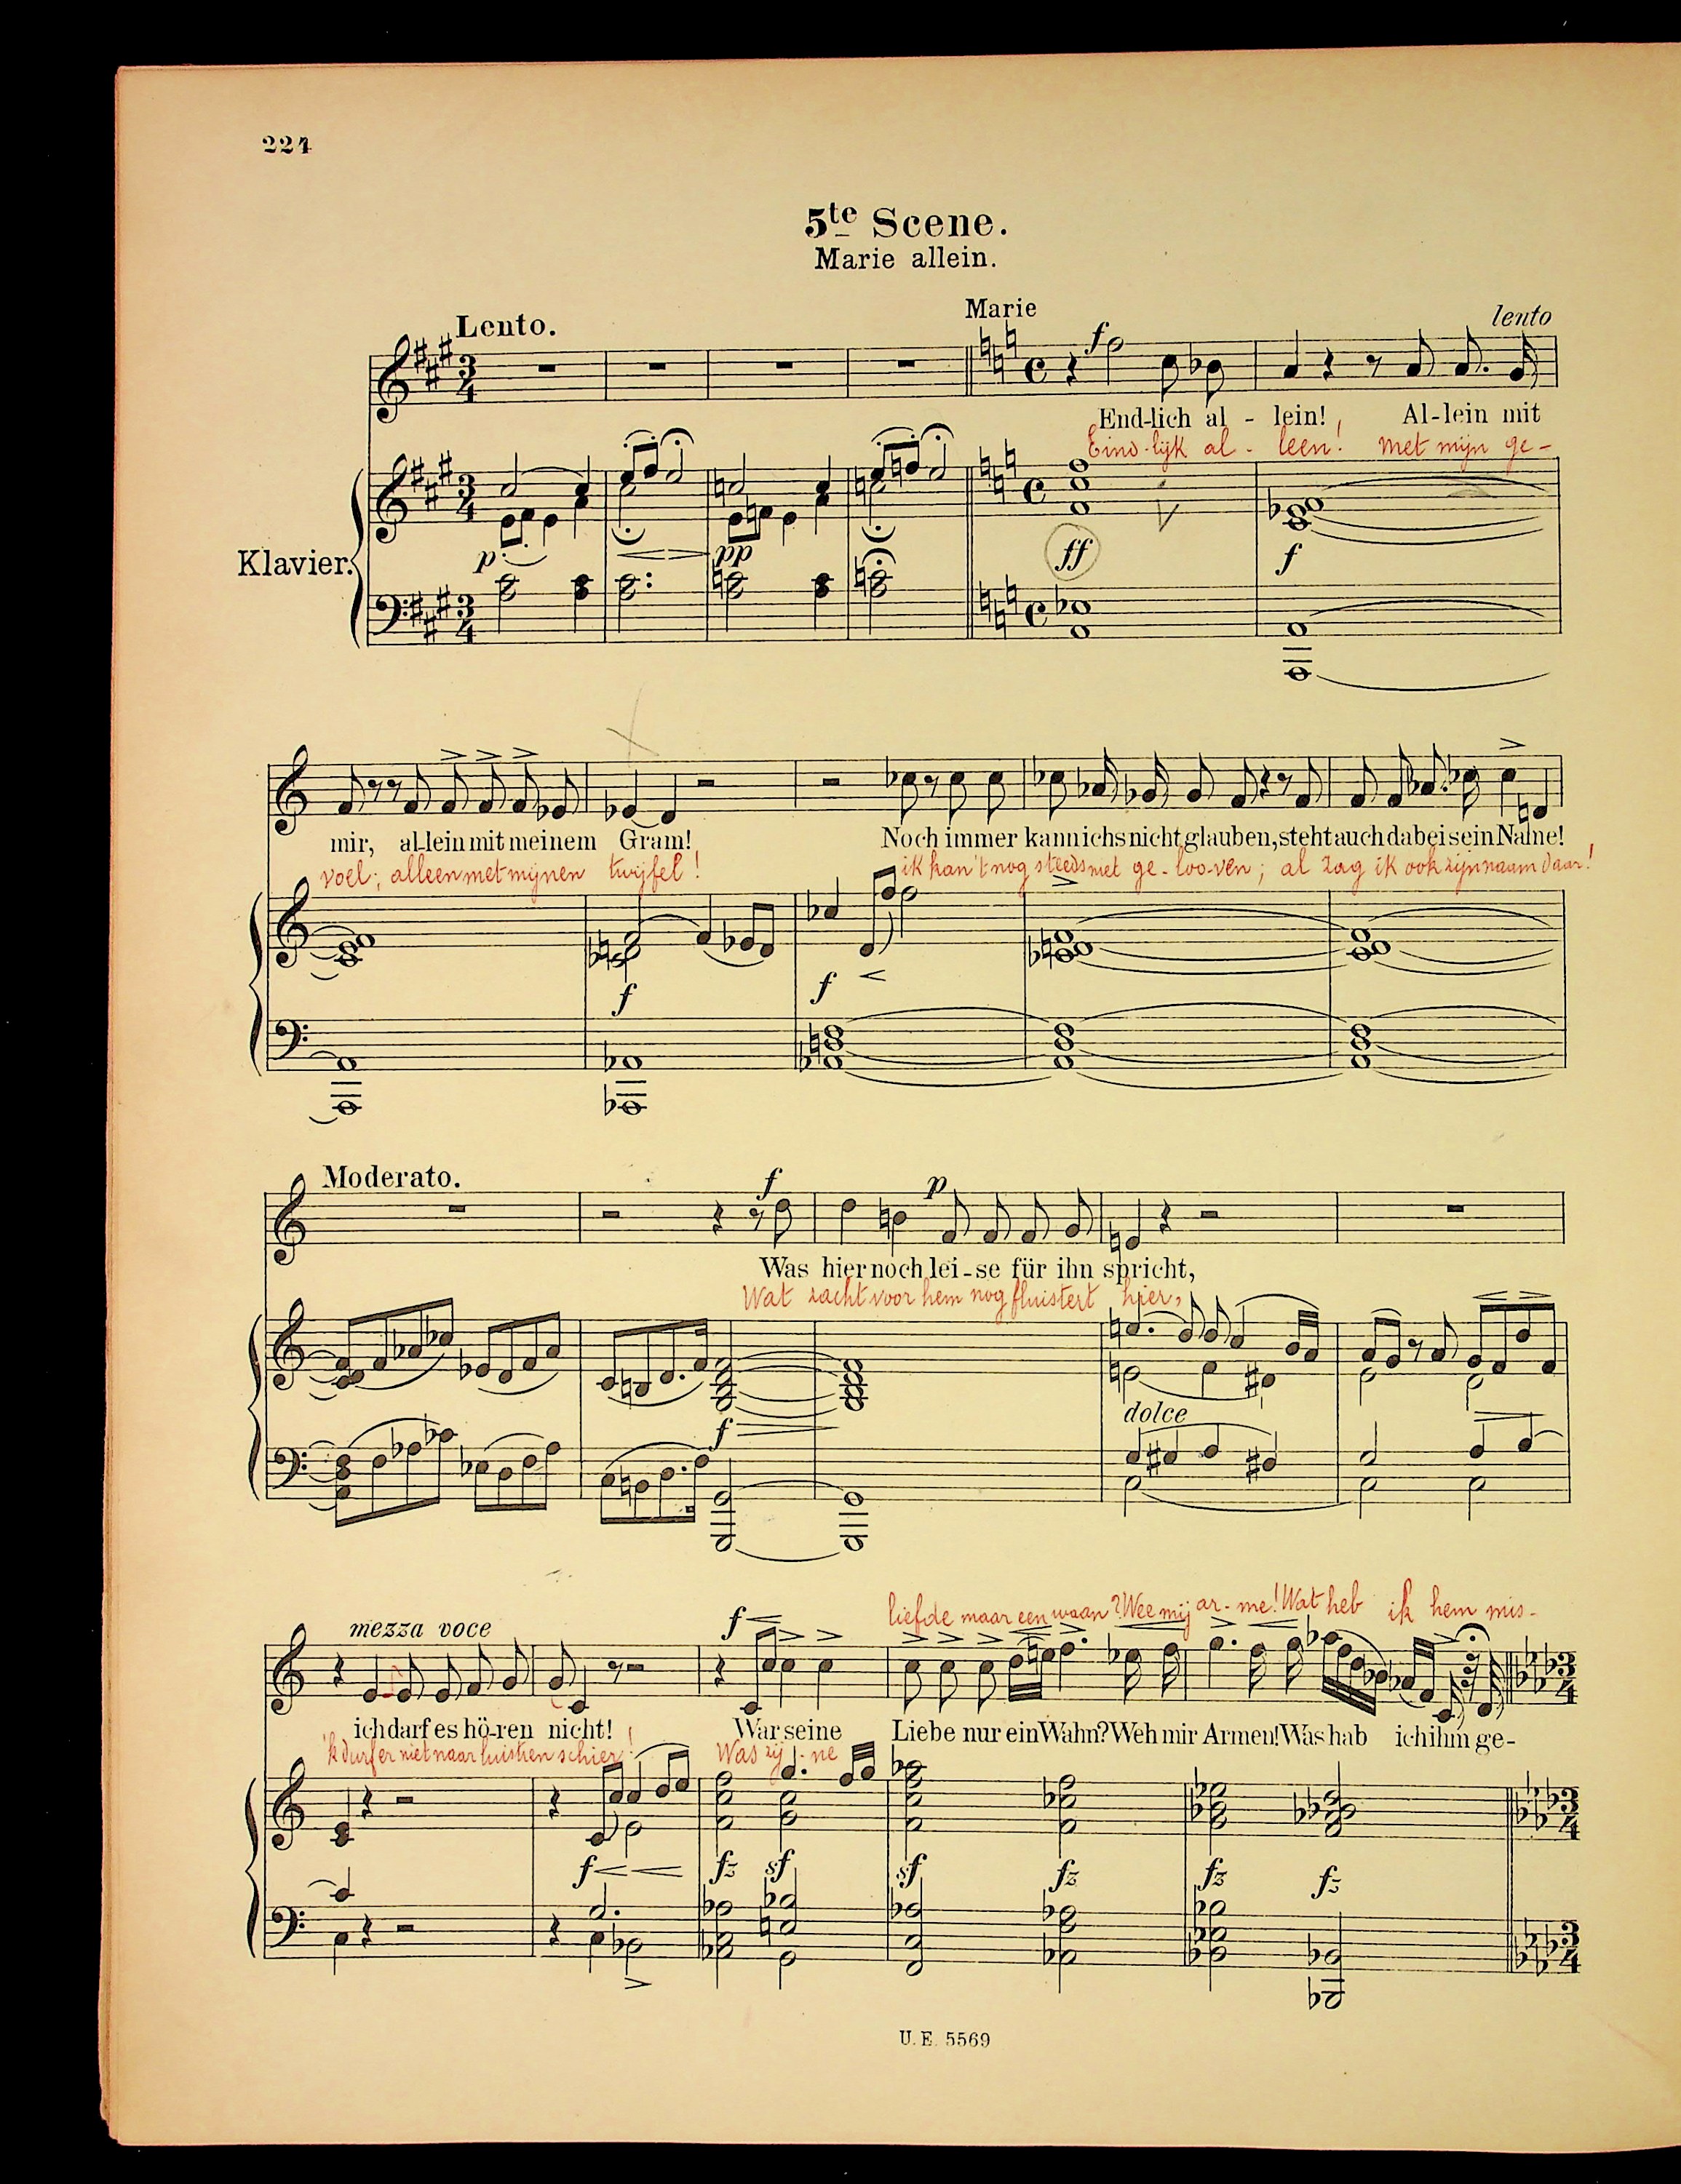 224
5te Scene.
Marie allein.
Lento.
Marie
lento
f
End-lich al - lein! Al-lein mit
Eind-lijk al - leen! met mijn ge-
Klavier.
p
pp
ff
f
mir, al-lein mit meinem Gram! Noch immer kann ichs nicht glauben, steht auch dabei sein Name!
voel; alleen met mijnen twijfel! ik kan 't nog steeds niet ge-loo-ven; al zag ik ook zijn naam daar!
f
f
Moderato.
f
p
Was hier noch lei-se für ihn spricht,
Wat zacht voor hem nog fluistert hier,
f
dolce
liefde maar een waan? Wee mij ar-me! Wat heb ik hem mis-
mezza voce
f
ich darf es hö-ren nicht! War seine Liebe nur ein Wahn? Weh mir Armen! Was hab ich ihm ge-
'k durf er niet naar luist'ren schier! Was zij-ne
f
fz
sf
sf
fz
fz
fz
U. E. 5569